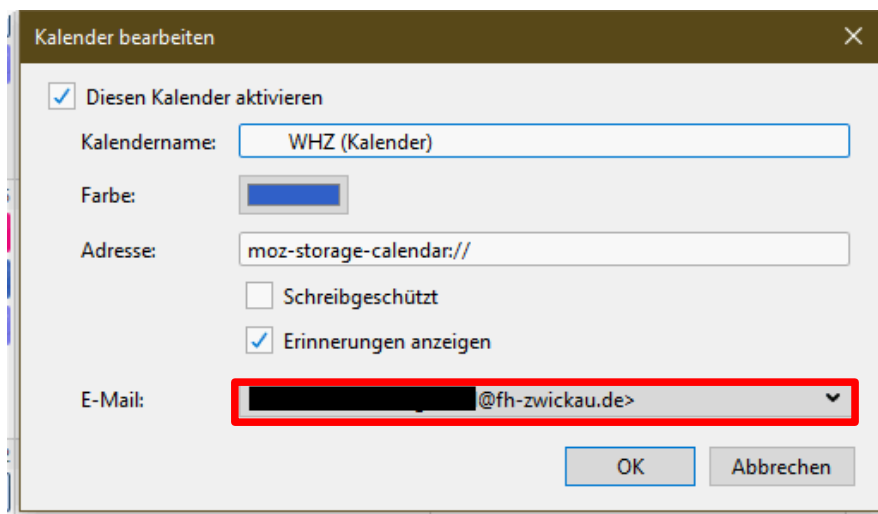 Kalender bearbeiten
Diesen Kalender aktivieren
Kalendername: WHZ (Kalender)
Farbe:
Adresse: moz-storage-calendar://
Schreibgeschützt
Erinnerungen anzeigen
E-Mail: @fh-zwickau.de>
OK Abbrechen